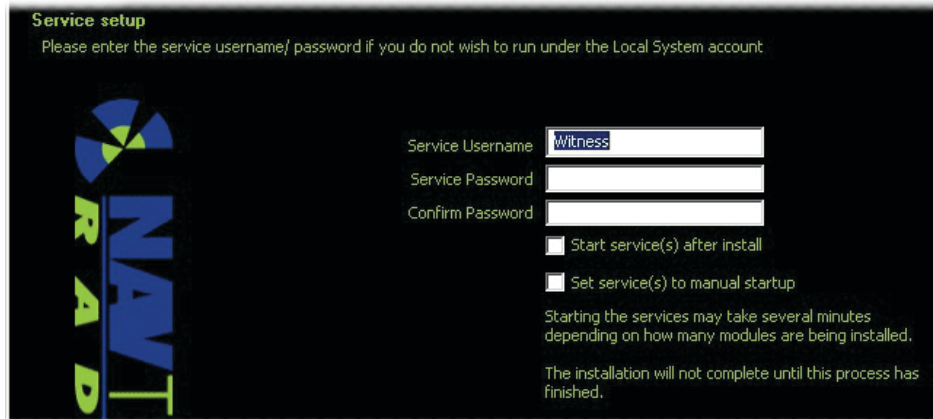 Service setup
Please enter the service username/ password if you do not wish to run under the Local System account
Service Username
Witness
Service Password
Confirm Password
Start service(s) after install
Set service(s) to manual startup
Starting the services may take several minutes
depending on how many modules are being installed.
The installation will not complete until this process has
finished.
NAVT
RAD